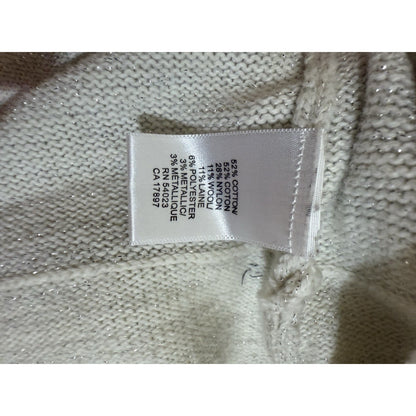 52% COTTON/
52% COTON
28% NYLON
11% WOOL/
11% LAINE
6% POLYESTER
3% METALLIC/
3% MÉTALLIQUE
RN 54023
CA 17897